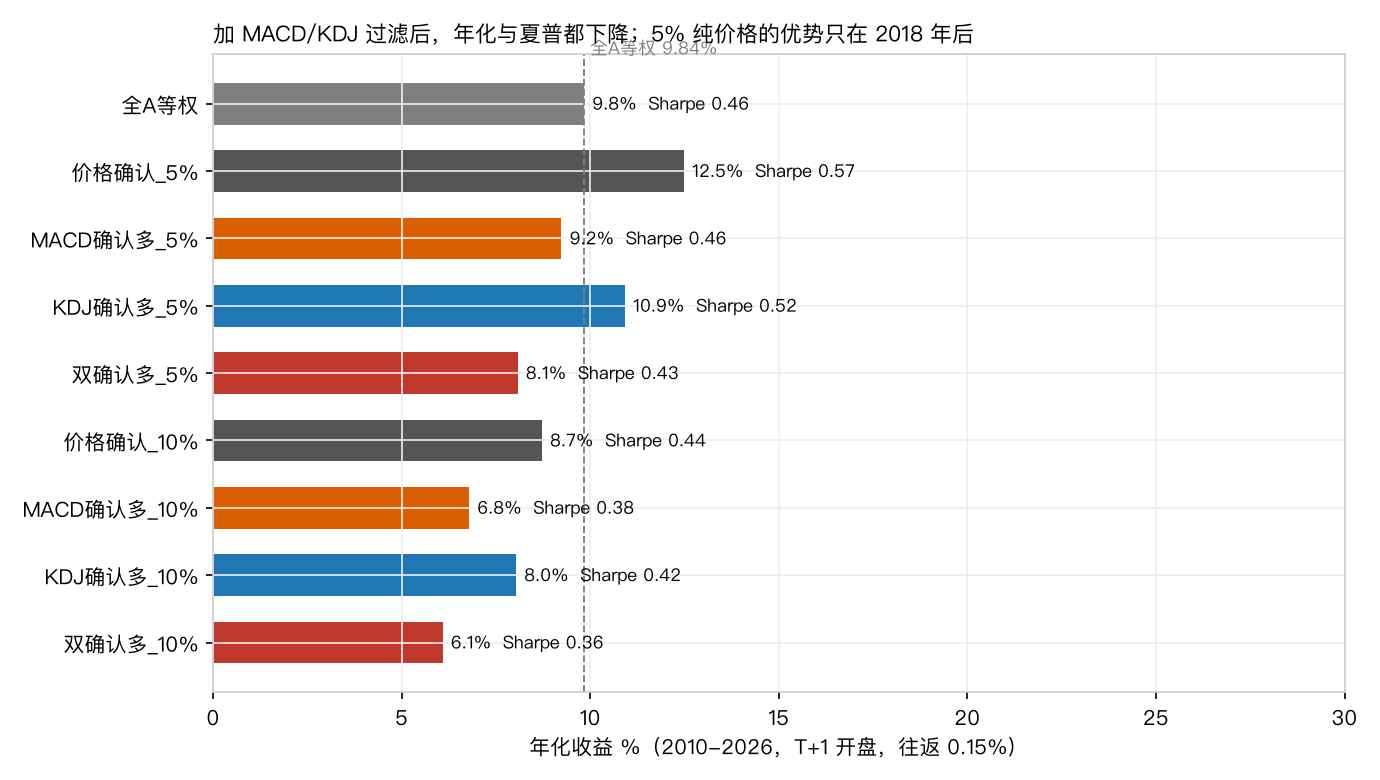 加 MACD/KDJ 过滤后，年化与夏普都下降；5% 纯价格的优势只在 2018 年后
全A等权 9.84%
全A等权 9.8% Sharpe 0.46
价格确认_5% 12.5% Sharpe 0.57
MACD确认多_5% 9.2% Sharpe 0.46
KDJ确认多_5% 10.9% Sharpe 0.52
双确认多_5% 8.1% Sharpe 0.43
价格确认_10% 8.7% Sharpe 0.44
MACD确认多_10% 6.8% Sharpe 0.38
KDJ确认多_10% 8.0% Sharpe 0.42
双确认多_10% 6.1% Sharpe 0.36
0 5 10 15 20 25 30
年化收益 %（2010–2026，T+1 开盘，往返 0.15%）